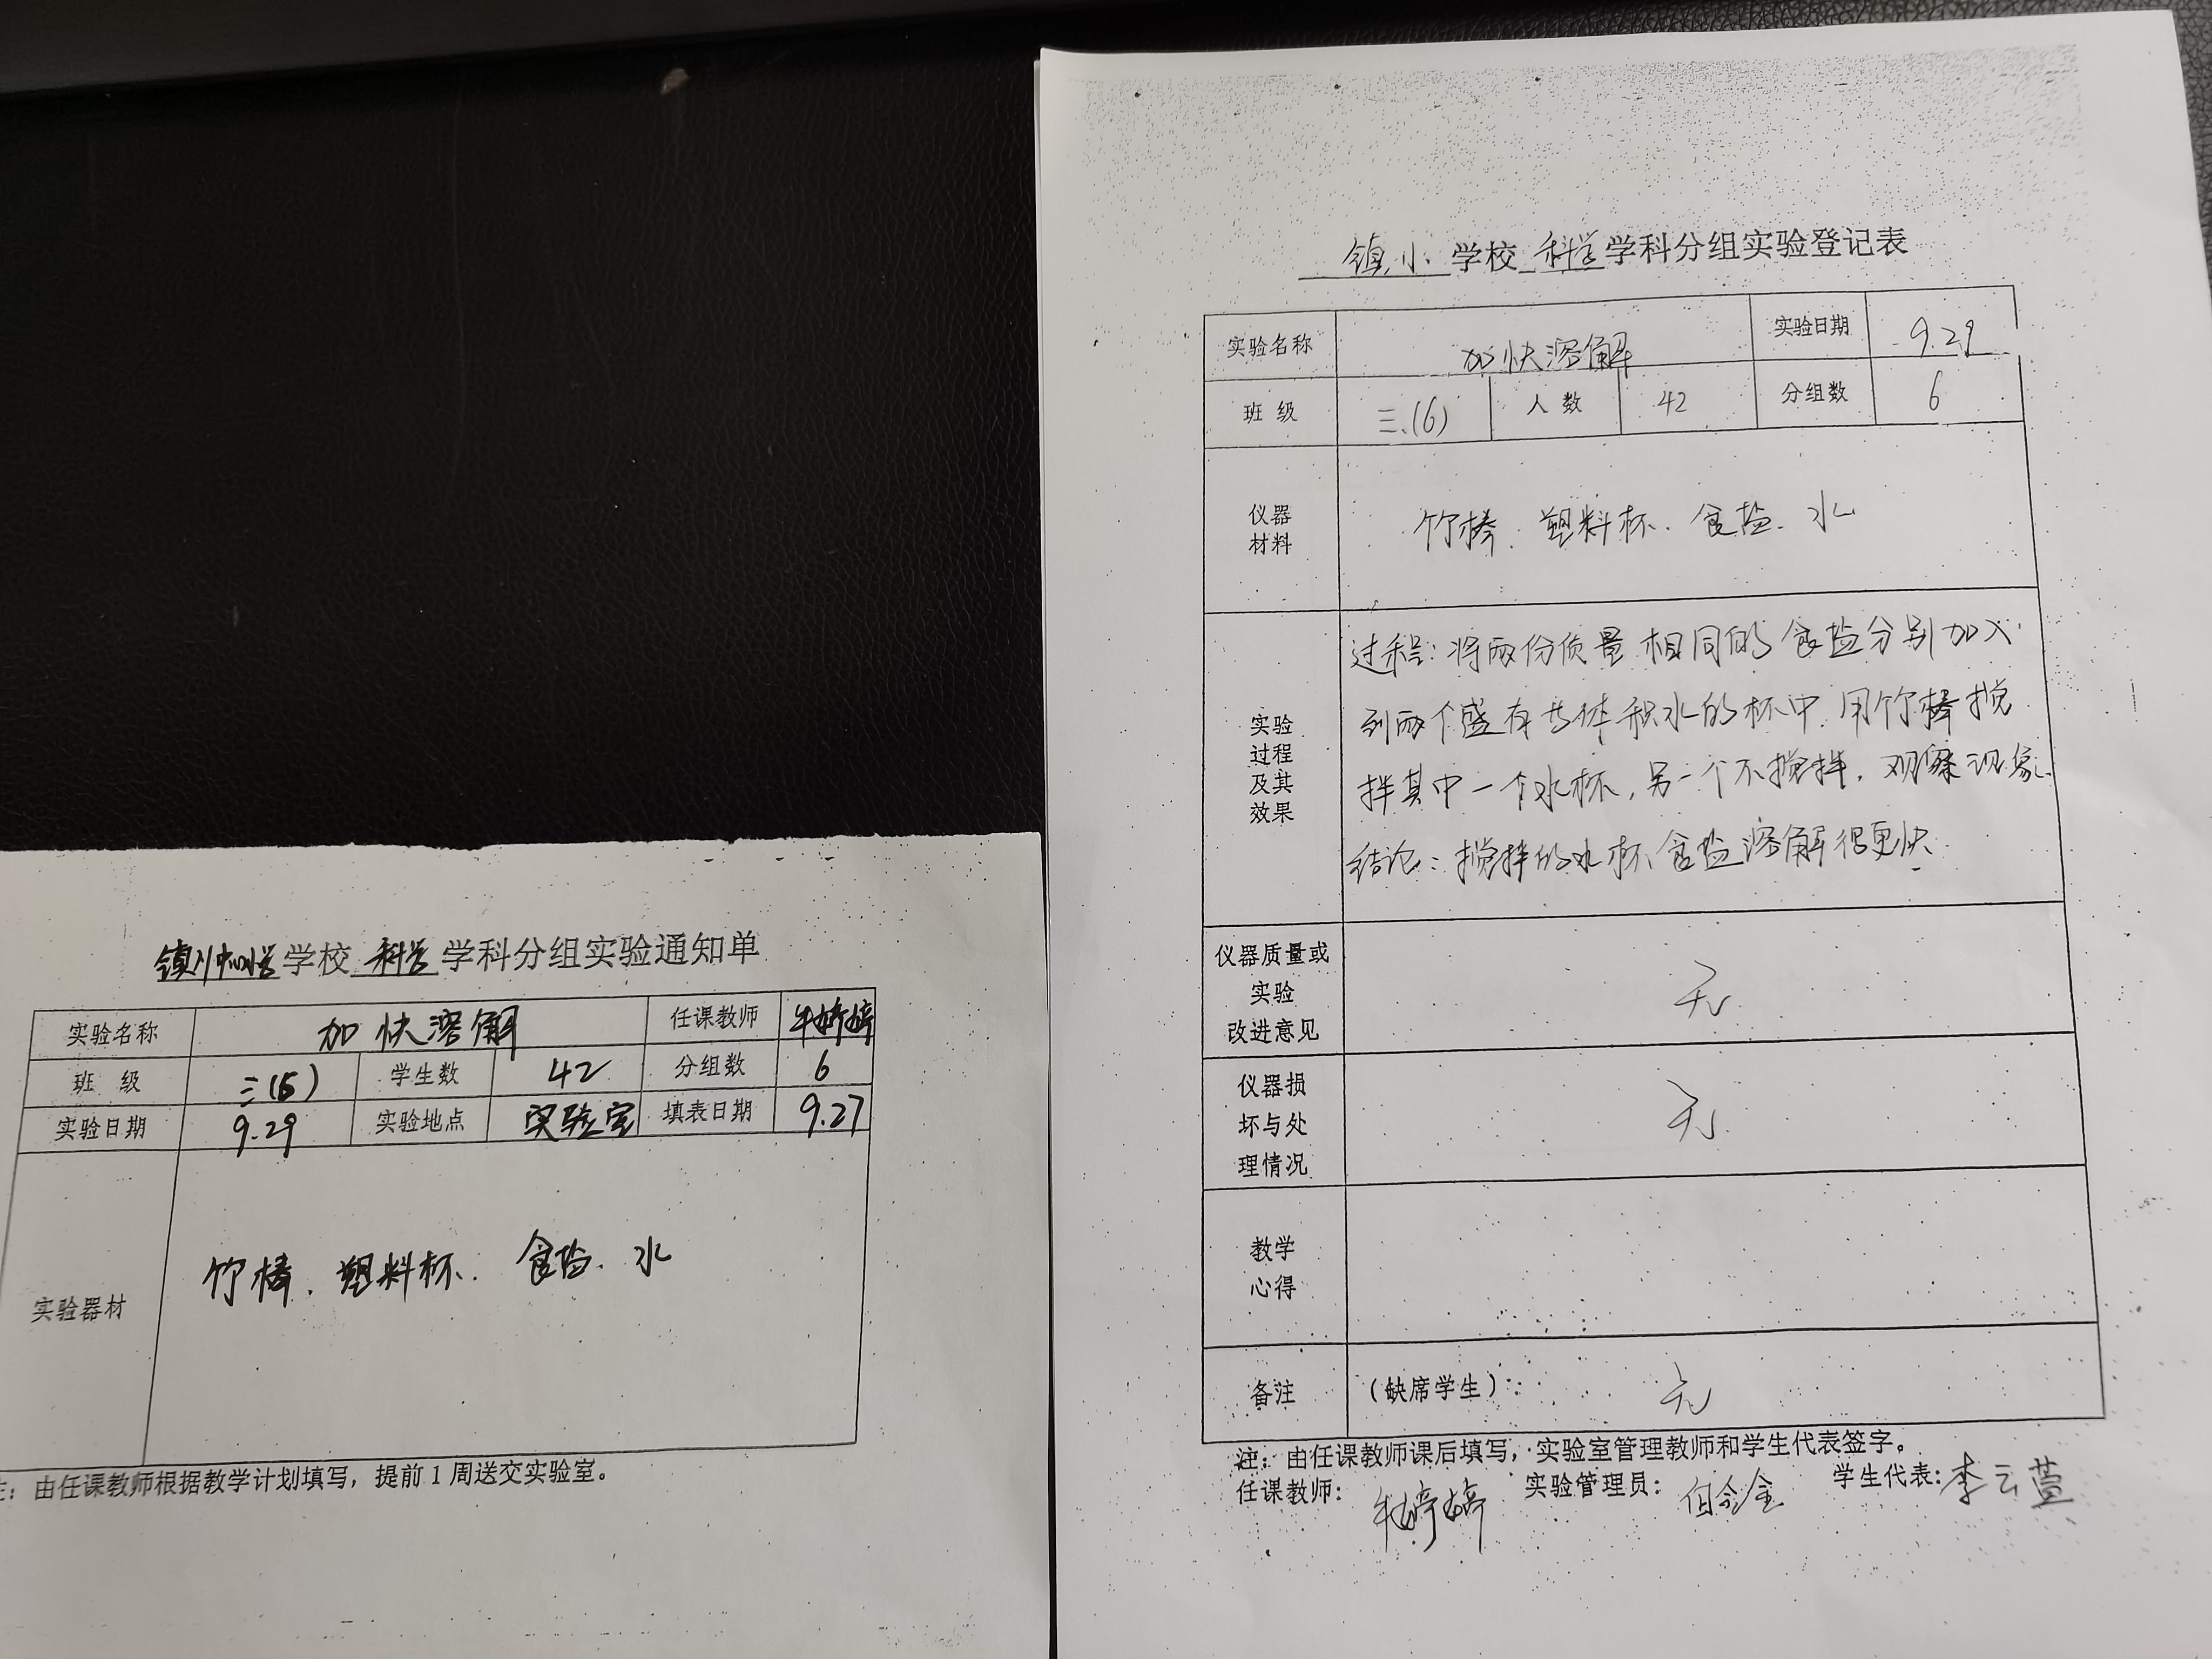 镇小学校科学学科分组实验登记表
实验名称 加快溶解 实验日期 9.29
班级 三.(6) 人数 42 分组数 6
仪器材料 竹棒、塑料杯、食盐、水
实验过程及其效果
过程:将两份质量相同的食盐分别加入
到两个盛有等体积水的杯中,用竹棒搅
拌其中一个水杯,另一个不搅拌,观察现象.
结论:搅拌的水杯食盐溶解得更快.
仪器质量或实验改进意见 无
仪器损坏与处理情况 无
教学心得
备注 (缺席学生): 无
注:由任课教师课后填写,实验室管理教师和学生代表签字。
任课教师: 实验管理员: 学生代表:李云萱
学校科学学科分组实验通知单
实验名称 加快溶解 任课教师
班级 学生数 42 分组数 6
实验日期 9.29 实验地点 实验室 填表日期 9.27
实验器材 竹棒、塑料杯、食盐、水
:由任课教师根据教学计划填写,提前1周送交实验室。